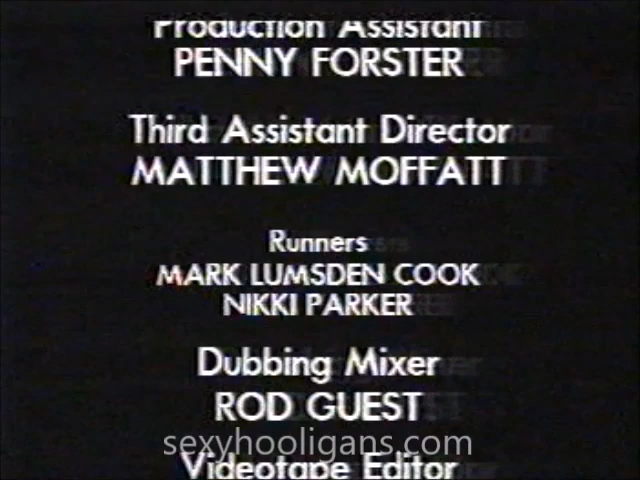 Production Assistant
PENNY FORSTER
Third Assistant Director
MATTHEW MOFFATT
Runners
MARK LUMSDEN COOK
NIKKI PARKER
Dubbing Mixer
ROD GUEST
sexyhooligans.com
Videotape Editor